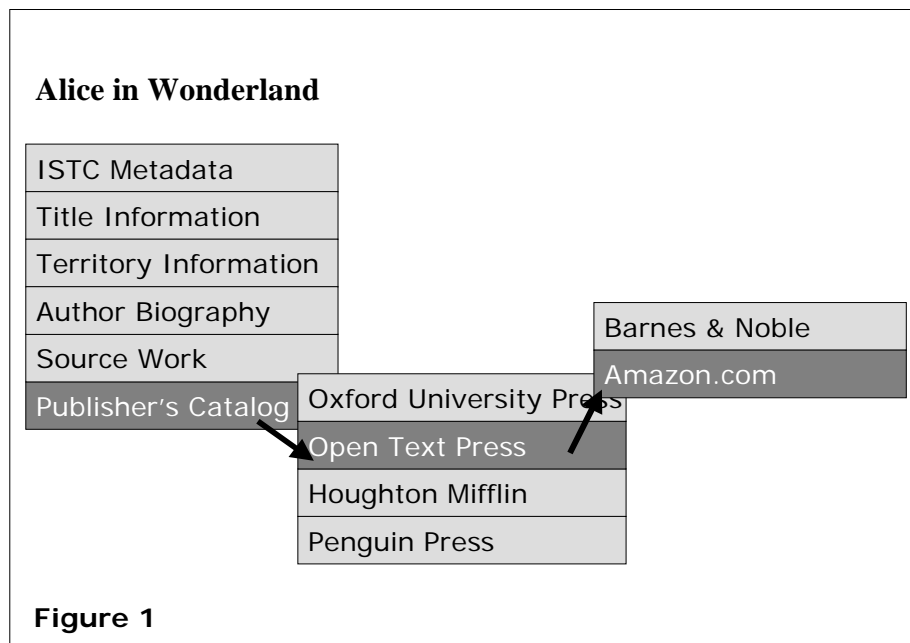 Alice in Wonderland
ISTC Metadata
Title Information
Territory Information
Author Biography
Source Work
Publisher's Catalog
Oxford University Press
Open Text Press
Houghton Mifflin
Penguin Press
Barnes & Noble
Amazon.com
Figure 1